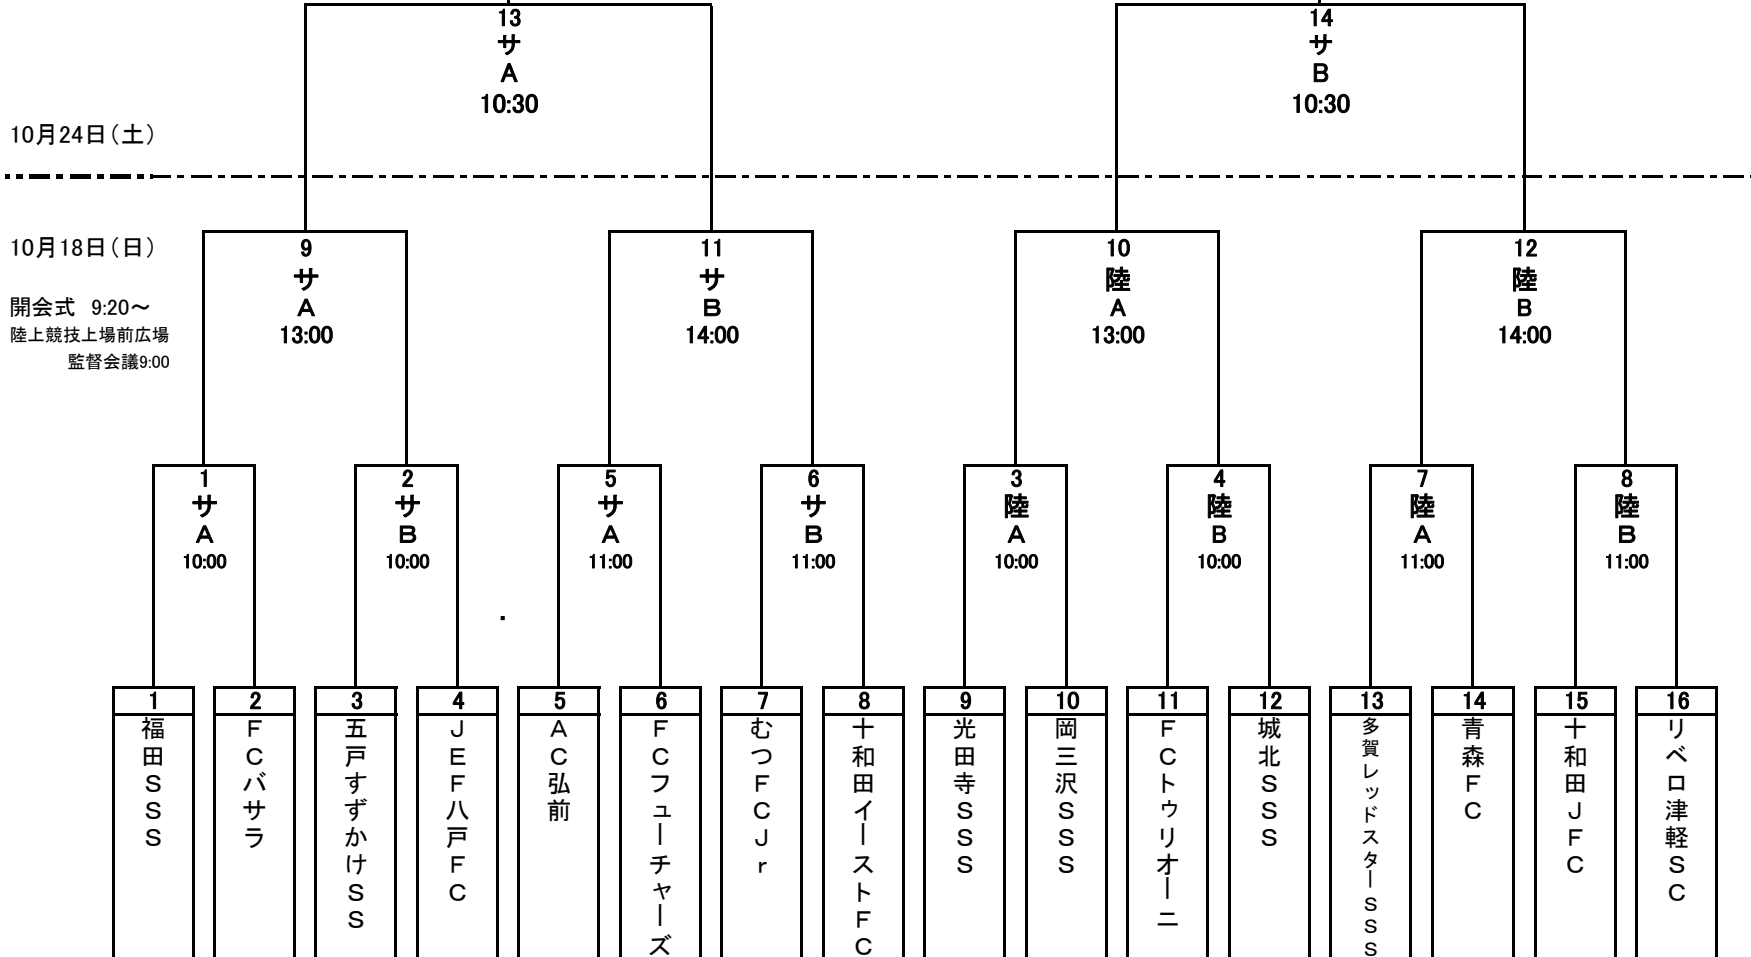 13
サ
A
10:30
14
サ
B
10:30
10月24日（土）
10月18日（日）
開会式 9:20～
陸上競技上場前広場
監督会議9:00
9
サ
A
13:00
11
サ
B
14:00
10
陸
A
13:00
12
陸
B
14:00
1
サ
A
10:00
2
サ
B
10:00
5
サ
A
11:00
6
サ
B
11:00
3
陸
A
10:00
4
陸
B
10:00
7
陸
A
11:00
8
陸
B
11:00
1
福田SSS
2
FCバサラ
3
五戸すずかけSS
4
JEF八戸FC
5
AC弘前
6
FCフューチャーズ
7
むつFCJr
8
十和田イーストFC
9
光田寺SSS
10
岡三沢SSS
11
FCトゥリオーニ
12
城北SSS
13
多賀レッドスターSSS
14
青森FC
15
十和田JFC
16
リベロ津軽SC